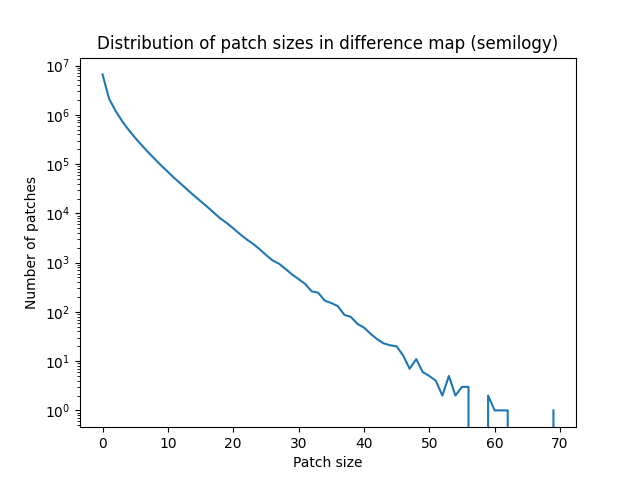 Distribution of patch sizes in difference map (semilogy)
10⁷
10⁶
10⁵
10⁴
10³
10²
10¹
10⁰
Number of patches
0 10 20 30 40 50 60 70
Patch size